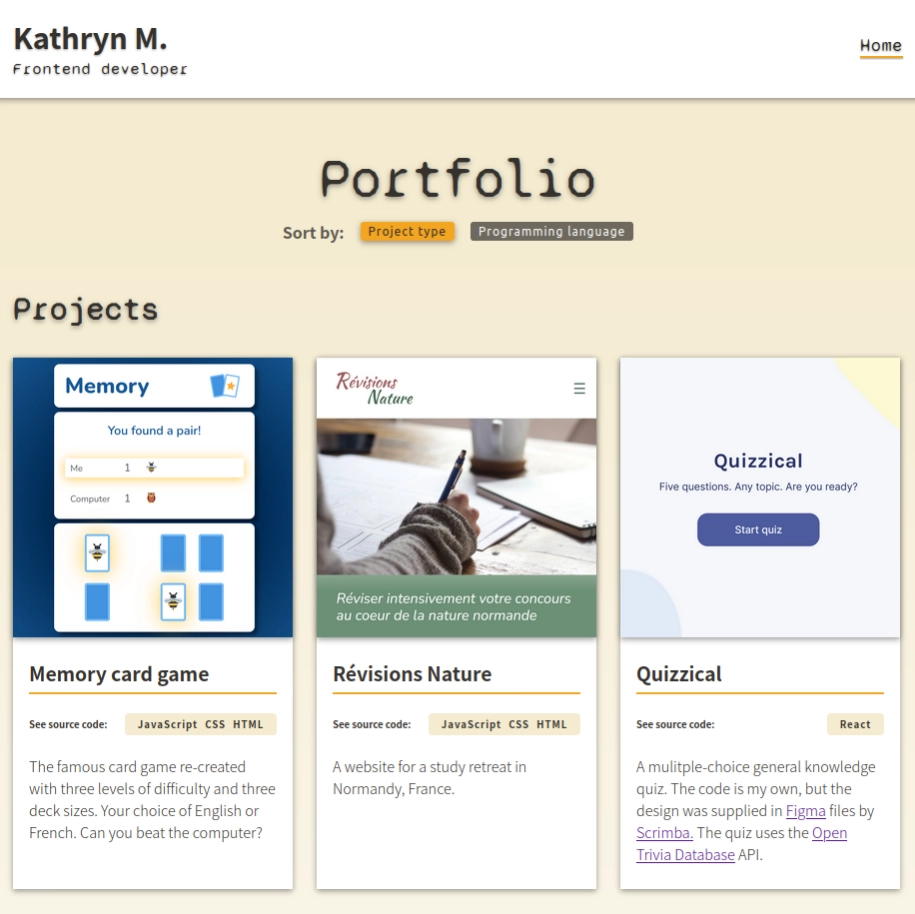 Kathryn M.
Frontend developer
Home
Portfolio
Sort by: Project type Programming language
Projects
Memory
You found a pair!
Me 1
Computer 1
Révisions
Nature
Réviser intensivement votre concours
au coeur de la nature normande
Quizzical
Five questions. Any topic. Are you ready?
Start quiz
Memory card game
See source code: JavaScript CSS HTML
The famous card game re-created
with three levels of difficulty and three
deck sizes. Your choice of English or
French. Can you beat the computer?
Révisions Nature
See source code: JavaScript CSS HTML
A website for a study retreat in
Normandy, France.
Quizzical
See source code: React
A mulitple-choice general knowledge
quiz. The code is my own, but the
design was supplied in Figma files by
Scrimba. The quiz uses the Open
Trivia Database API.